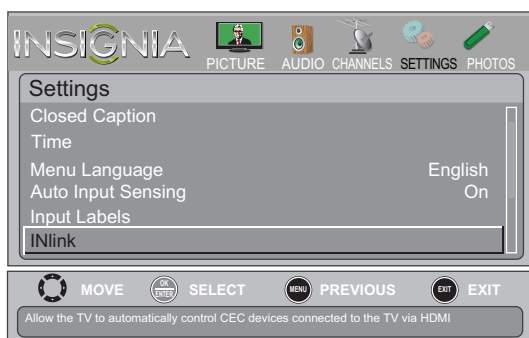 INSIGNIA
PICTURE AUDIO CHANNELS SETTINGS PHOTOS
Settings
Closed Caption
Time
Menu Language English
Auto Input Sensing On
Input Labels
INlink
MOVE OK ENTER SELECT MENU PREVIOUS EXIT EXIT
Allow the TV to automatically control CEC devices connected to the TV via HDMI